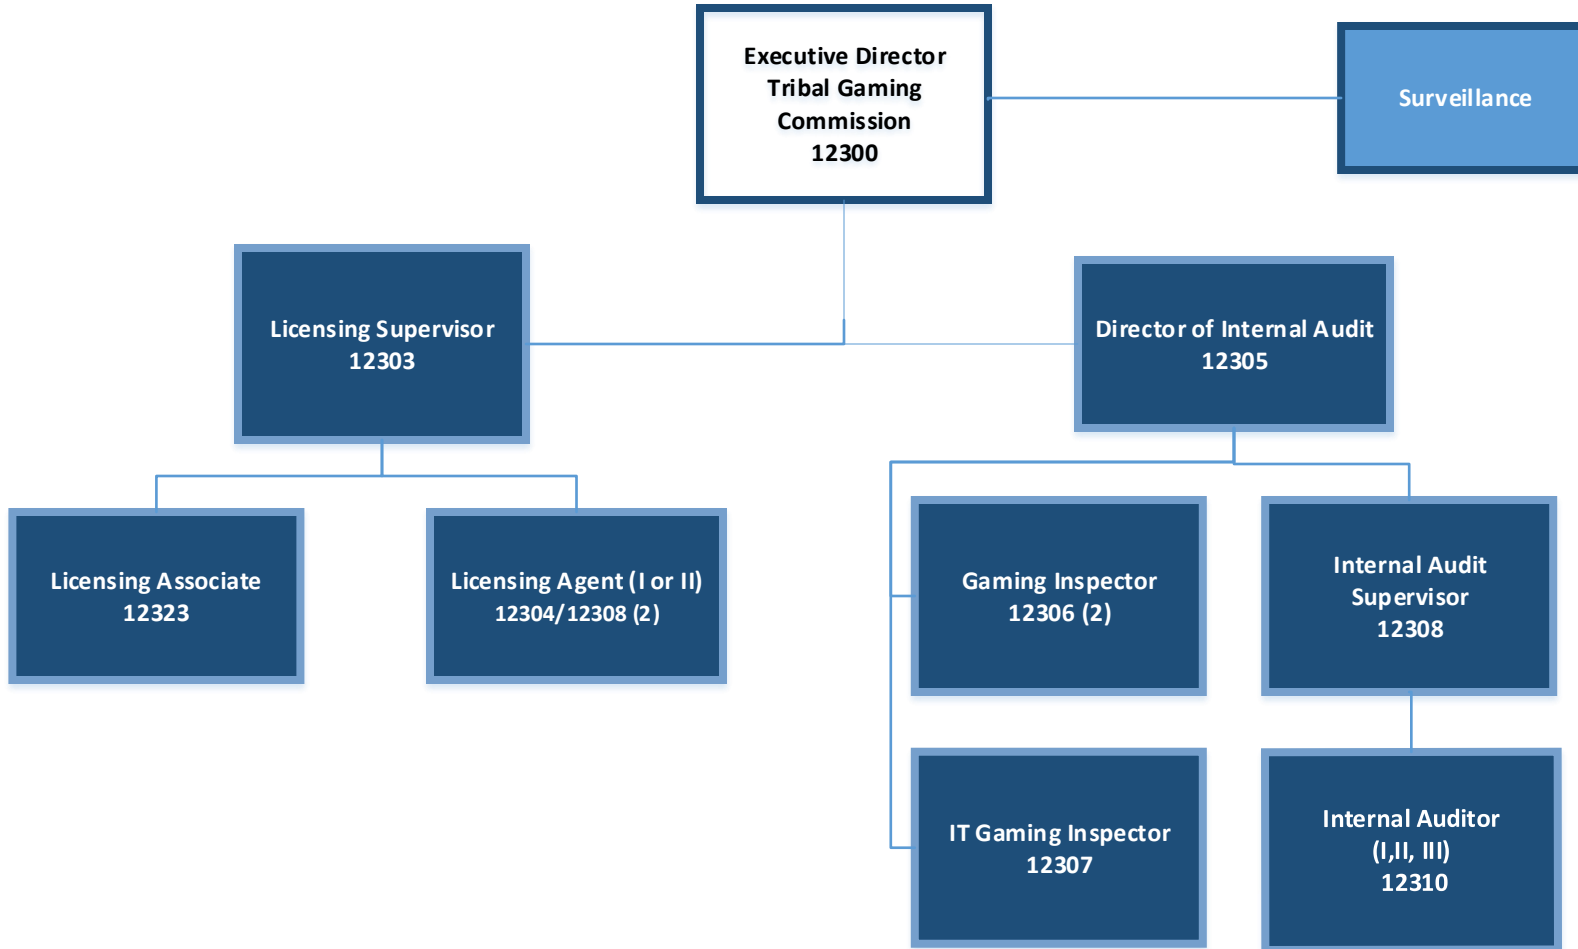 Executive Director
Tribal Gaming
Commission
12300
Surveillance
Licensing Supervisor
12303
Director of Internal Audit
12305
Licensing Associate
12323
Licensing Agent (I or II)
12304/12308 (2)
Gaming Inspector
12306 (2)
Internal Audit
Supervisor
12308
IT Gaming Inspector
12307
Internal Auditor
(I,II, III)
12310